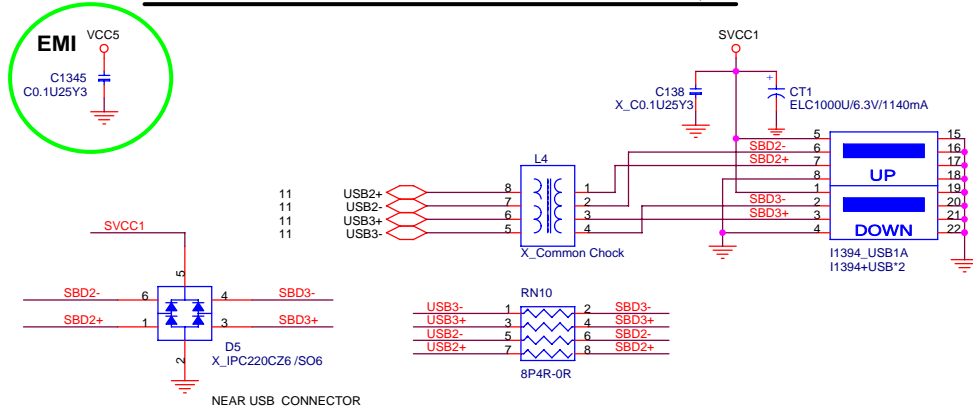 EMI
VCC5
C1345
C0.1U25Y3
SVCC1
C138
X_C0.1U25Y3
+
CT1
ELC1000U/6.3V/1140mA
SBD2-
SBD2+
SBD3-
SBD3+
5
6
7
8
1
2
3
4
UP
DOWN
15
16
17
18
19
20
21
22
I1394_USB1A
I1394+USB*2
L4
8
7
6
5
1
2
3
4
X_Common Chock
11 USB2+
11 USB2-
11 USB3+
11 USB3-
SVCC1
5
SBD2- 6
4 SBD3-
SBD2+ 1
3 SBD3+
2
D5
X_IPC220CZ6 /SO6
NEAR USB CONNECTOR
RN10
USB3- 1 2 SBD3-
USB3+ 3 4 SBD3+
USB2- 5 6 SBD2-
USB2+ 7 8 SBD2+
8P4R-0R